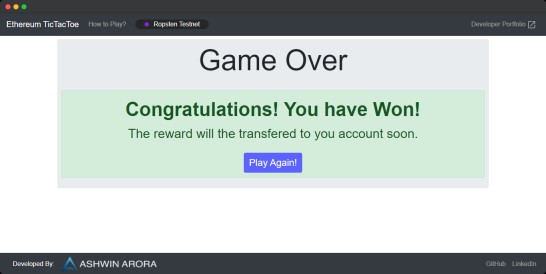 Ethereum TicTacToe How to Play? Ropsten Testnet Developer Portfolio
Game Over
Congratulations! You have Won!
The reward will the transfered to you account soon.
Play Again!
Developed By: ASHWIN ARORA GitHub LinkedIn